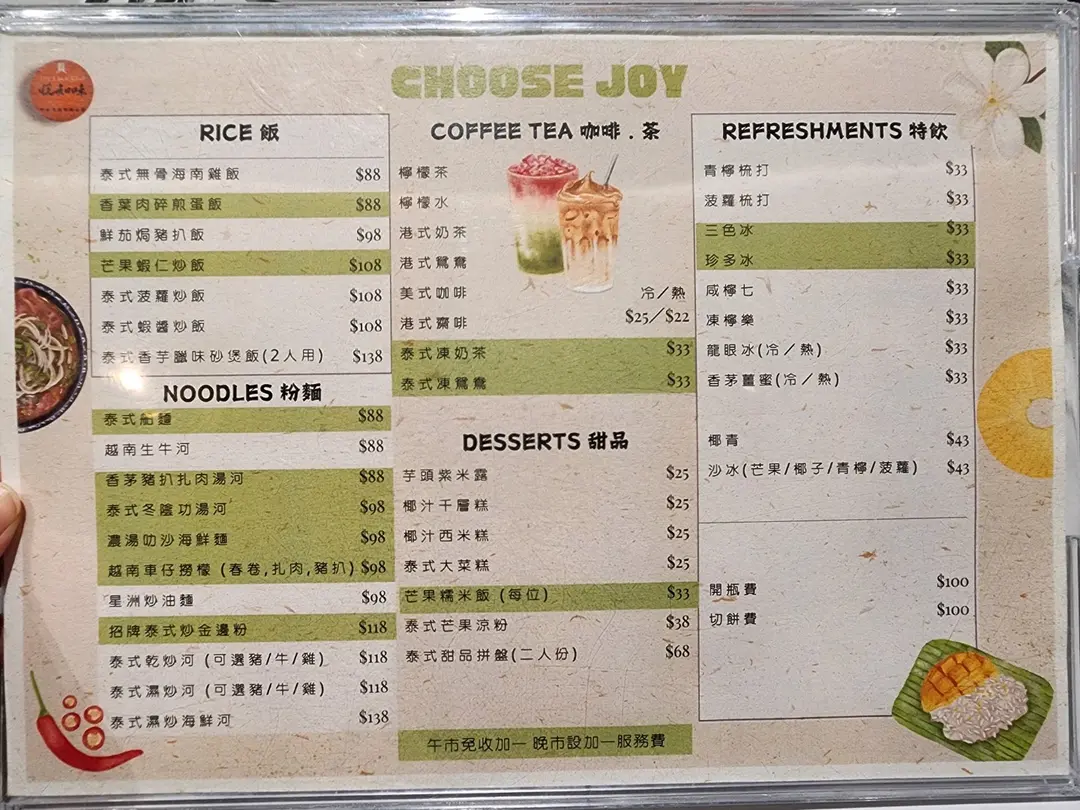 CHOOSE JOY
RICE 飯
泰式無骨海南雞飯 $88
香葉肉碎煎蛋飯 $88
鮮茄焗豬扒飯 $98
芒果蝦仁炒飯 $108
泰式菠蘿炒飯 $108
泰式蝦醬炒飯 $108
泰式香芋臘味砂煲飯(2人用) $138
NOODLES 粉麵
泰式船麵 $88
越南生牛河 $88
香茅豬扒扎肉湯河 $88
泰式冬陰功湯河 $98
濃湯叻沙海鮮麵 $98
越南車仔撈檬 (春卷,扎肉,豬扒) $98
星洲炒油麵 $98
招牌泰式炒金邊粉 $118
泰式乾炒河 (可選豬/牛/雞) $118
泰式濕炒河 (可選豬/牛/雞) $118
泰式濕炒海鮮河 $138
COFFEE TEA 咖啡 . 茶
檸檬茶
檸檬水
港式奶茶
港式鴛鴦
美式咖啡 冷/熱
港式齋啡 $25/$22
泰式凍奶茶 $33
泰式凍鴛鴦 $33
DESSERTS 甜品
芋頭紫米露 $25
椰汁千層糕 $25
椰汁西米糕 $25
泰式大菜糕 $25
芒果糯米飯 (每位) $33
泰式芒果涼粉 $38
泰式甜品拼盤(二人份) $68
午市免收加一 晚市設加一服務費
REFRESHMENTS 特飲
青檸梳打 $33
菠蘿梳打 $33
三色冰 $33
珍多冰 $33
咸檸七 $33
凍檸樂 $33
龍眼冰(冷/熱) $33
香茅薑蜜(冷/熱) $33
椰青 $43
沙冰(芒果/椰子/青檸/菠蘿) $43
開瓶費 $100
切餅費 $100